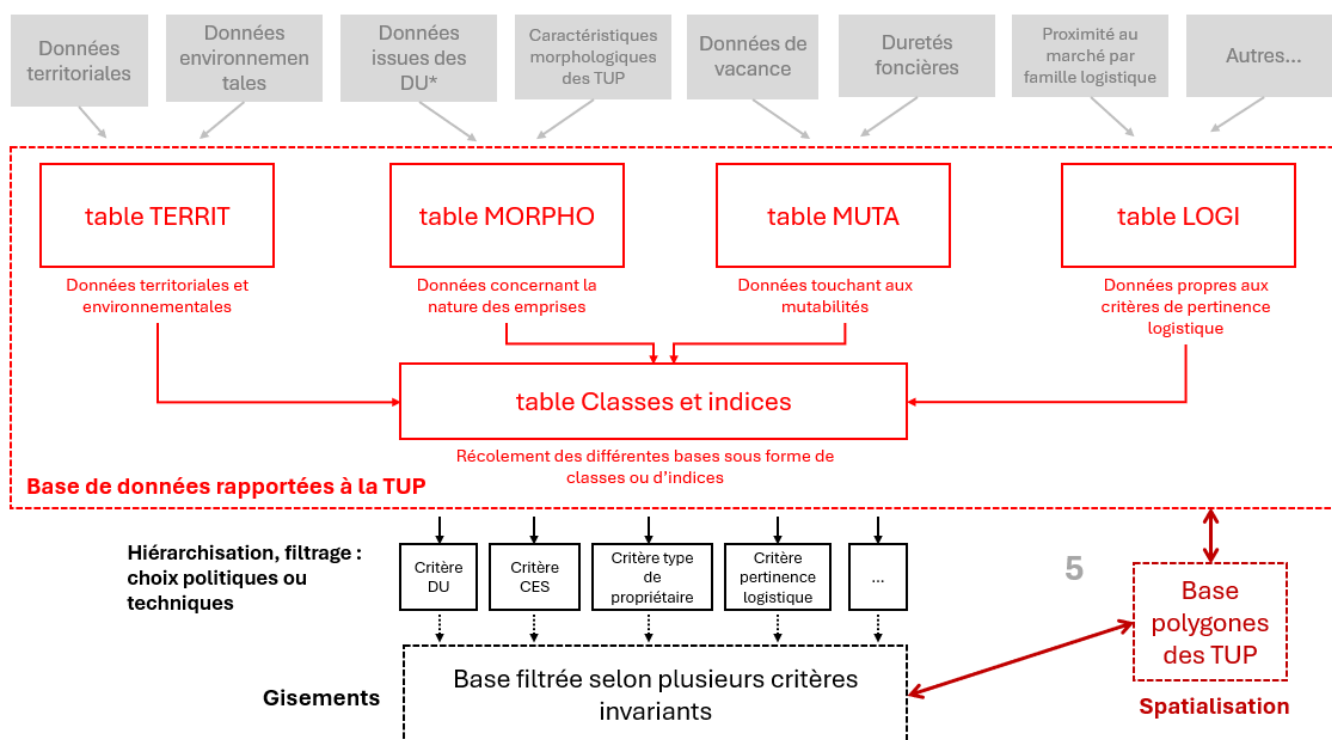 Données
territoriales
Données
environnemen
tales
Données
issues des
DU*
Caractéristiques
morphologiques
des TUP
Données de
vacance
Duretés
foncières
Proximité au
marché par
famille logistique
Autres...
table TERRIT
table MORPHO
table MUTA
table LOGI
Données territoriales et
environnementales
Données concernant la
nature des emprises
Données touchant aux
mutabilités
Données propres aux
critères de pertinence
logistique
table Classes et indices
Récolement des différentes bases sous forme de
classes ou d'indices
Base de données rapportées à la TUP
Hiérarchisation, filtrage :
choix politiques ou
techniques
Critère
DU
Critère
CES
Critère type
de
propriétaire
Critère
pertinence
logistique
...
5
Base
polygones
des TUP
Spatialisation
Gisements
Base filtrée selon plusieurs critères
invariants